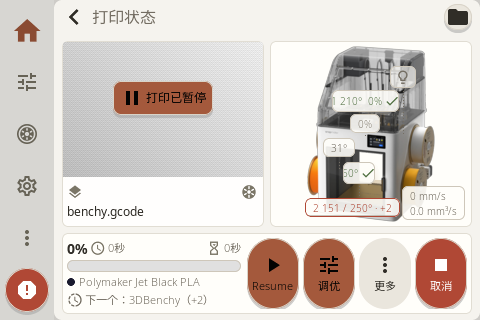 打印状态
打印已暂停
benchy.gcode
1 210° 0%
0%
31°
60°
2 151 / 250° · +2
0 mm/s
0.0 mm³/s
0% 0秒 0秒
Polymaker Jet Black PLA
下一个：3DBenchy（+2）
Resume
调优
更多
取消